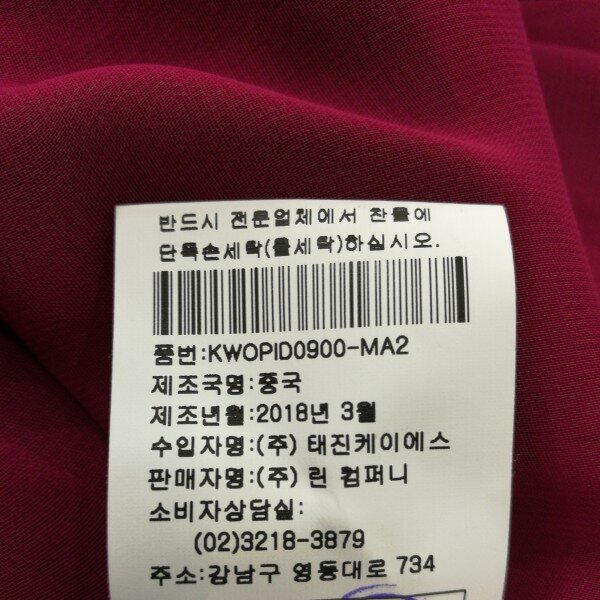 반드시 전문업체에서 찬물에
단독손세탁(물세탁)하십시오.
품번:KWOPID0900-MA2
제조국명:중국
제조년월:2018년 3월
수입자명:(주) 태진케이에스
판매자명:(주) 린 컴퍼니
소비자상담실:
(02)3218-3879
주소:강남구 영동대로 734